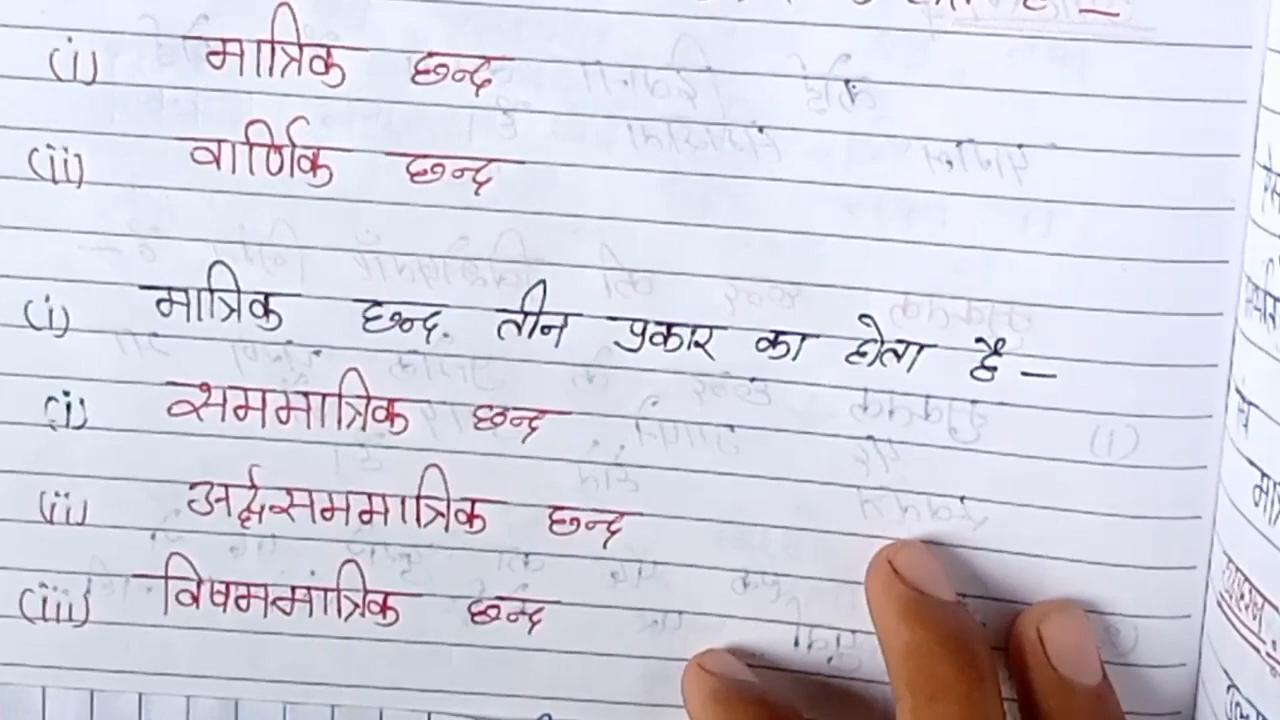 (i) मात्रिक छन्द
(ii) वार्णिक छन्द
(i) मात्रिक छन्द तीन प्रकार का होता है –
(i) सममात्रिक छन्द
(ii) अर्द्धसममात्रिक छन्द
(iii) विषममांत्रिक छन्द